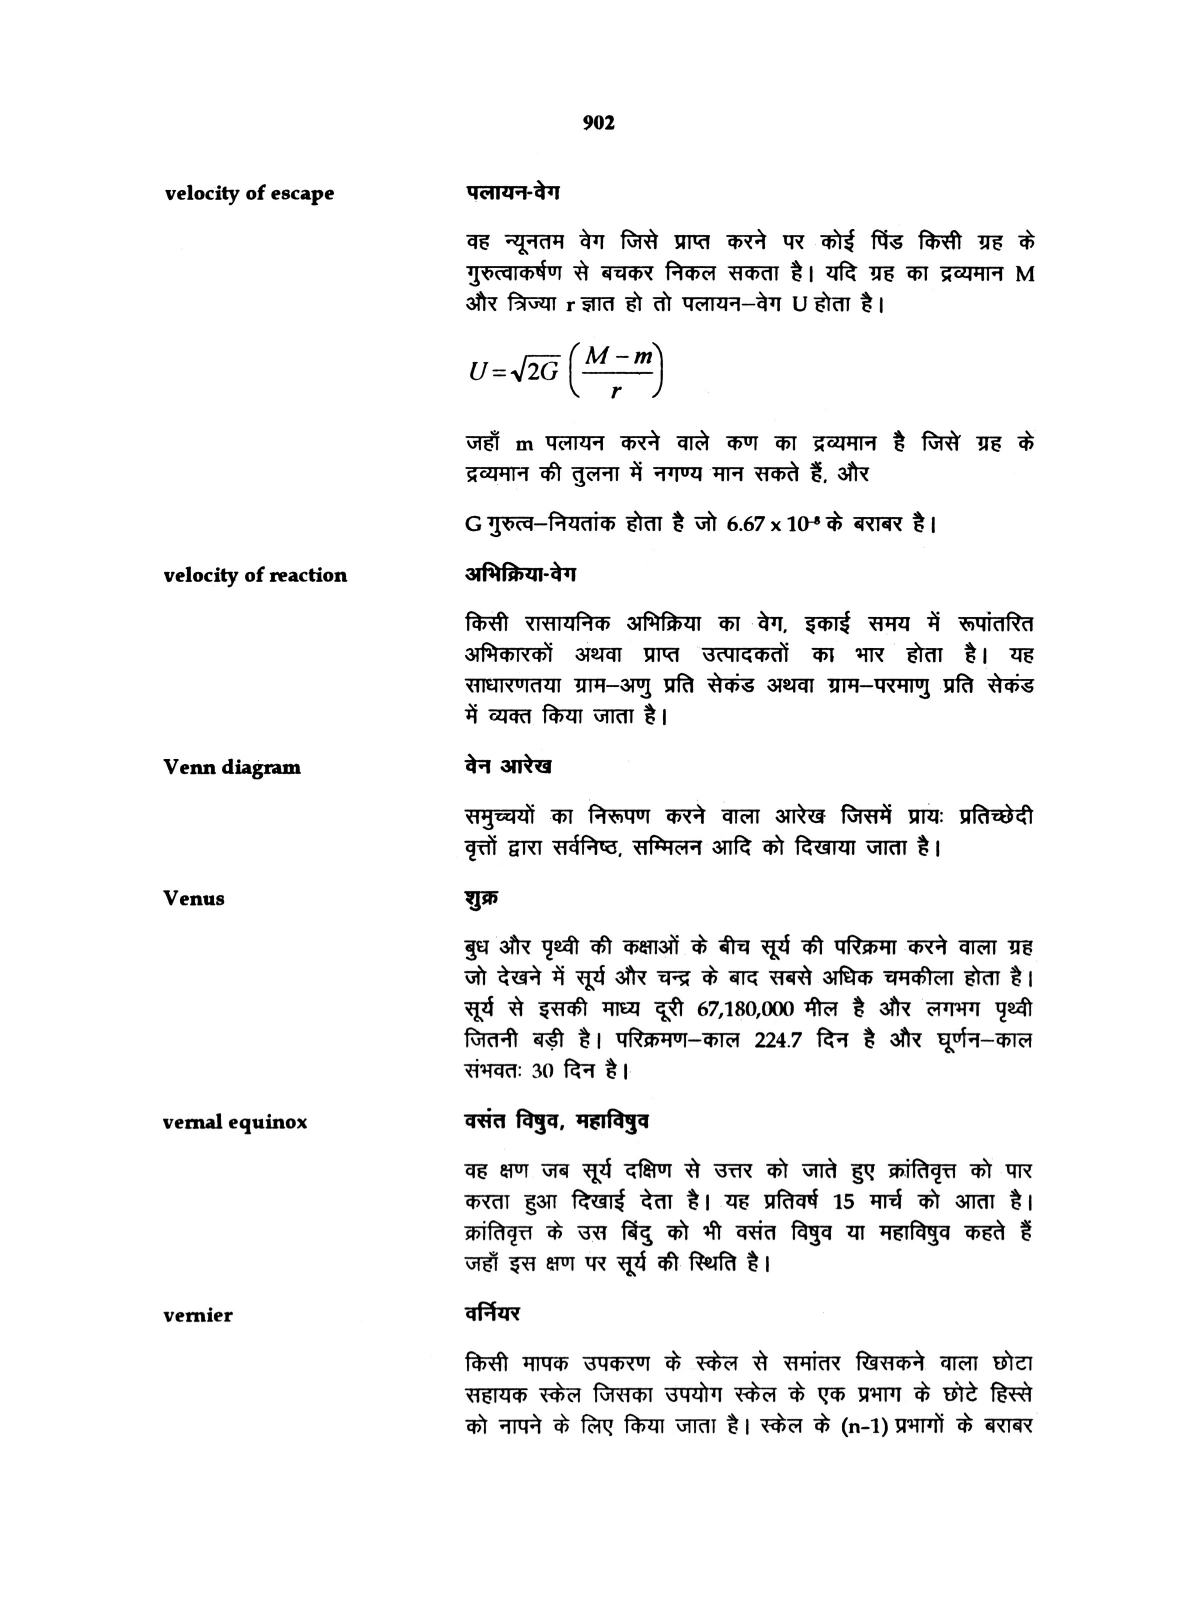 902
velocity of escape पलायन-वेग
वह न्यूनतम वेग जिसे प्राप्त करने पर कोई पिंड किसी ग्रह के
गुरुत्वाकर्षण से बचकर निकल सकता है। यदि ग्रह का द्रव्यमान M
और त्रिज्या r ज्ञात हो तो पलायन–वेग U होता है।
U = √2G ( (M – m) / r )
जहाँ m पलायन करने वाले कण का द्रव्यमान है जिसे ग्रह के
द्रव्यमान की तुलना में नगण्य मान सकते हैं, और
G गुरुत्व–नियतांक होता है जो 6.67 x 10⁻⁸ के बराबर है।
velocity of reaction अभिक्रिया-वेग
किसी रासायनिक अभिक्रिया का वेग, इकाई समय में रूपांतरित
अभिकारकों अथवा प्राप्त उत्पादकतों का भार होता है। यह
साधारणतया ग्राम–अणु प्रति सेकंड अथवा ग्राम–परमाणु प्रति सेकंड
में व्यक्त किया जाता है।
Venn diagram वेन आरेख
समुच्चयों का निरूपण करने वाला आरेख जिसमें प्रायः प्रतिच्छेदी
वृत्तों द्वारा सर्वनिष्ठ, सम्मिलन आदि को दिखाया जाता है।
Venus शुक्र
बुध और पृथ्वी की कक्षाओं के बीच सूर्य की परिक्रमा करने वाला ग्रह
जो देखने में सूर्य और चन्द्र के बाद सबसे अधिक चमकीला होता है।
सूर्य से इसकी माध्य दूरी 67,180,000 मील है और लगभग पृथ्वी
जितनी बड़ी है। परिक्रमण–काल 224.7 दिन है और घूर्णन–काल
संभवतः 30 दिन है।
vernal equinox वसंत विषुव, महाविषुव
वह क्षण जब सूर्य दक्षिण से उत्तर को जाते हुए क्रांतिवृत्त को पार
करता हुआ दिखाई देता है। यह प्रतिवर्ष 15 मार्च को आता है।
क्रांतिवृत्त के उस बिंदु को भी वसंत विषुव या महाविषुव कहते हैं
जहाँ इस क्षण पर सूर्य की स्थिति है।
vernier वर्नियर
किसी मापक उपकरण के स्केल से समांतर खिसकने वाला छोटा
सहायक स्केल जिसका उपयोग स्केल के एक प्रभाग के छोटे हिस्से
को नापने के लिए किया जाता है। स्केल के (n–1) प्रभागों के बराबर